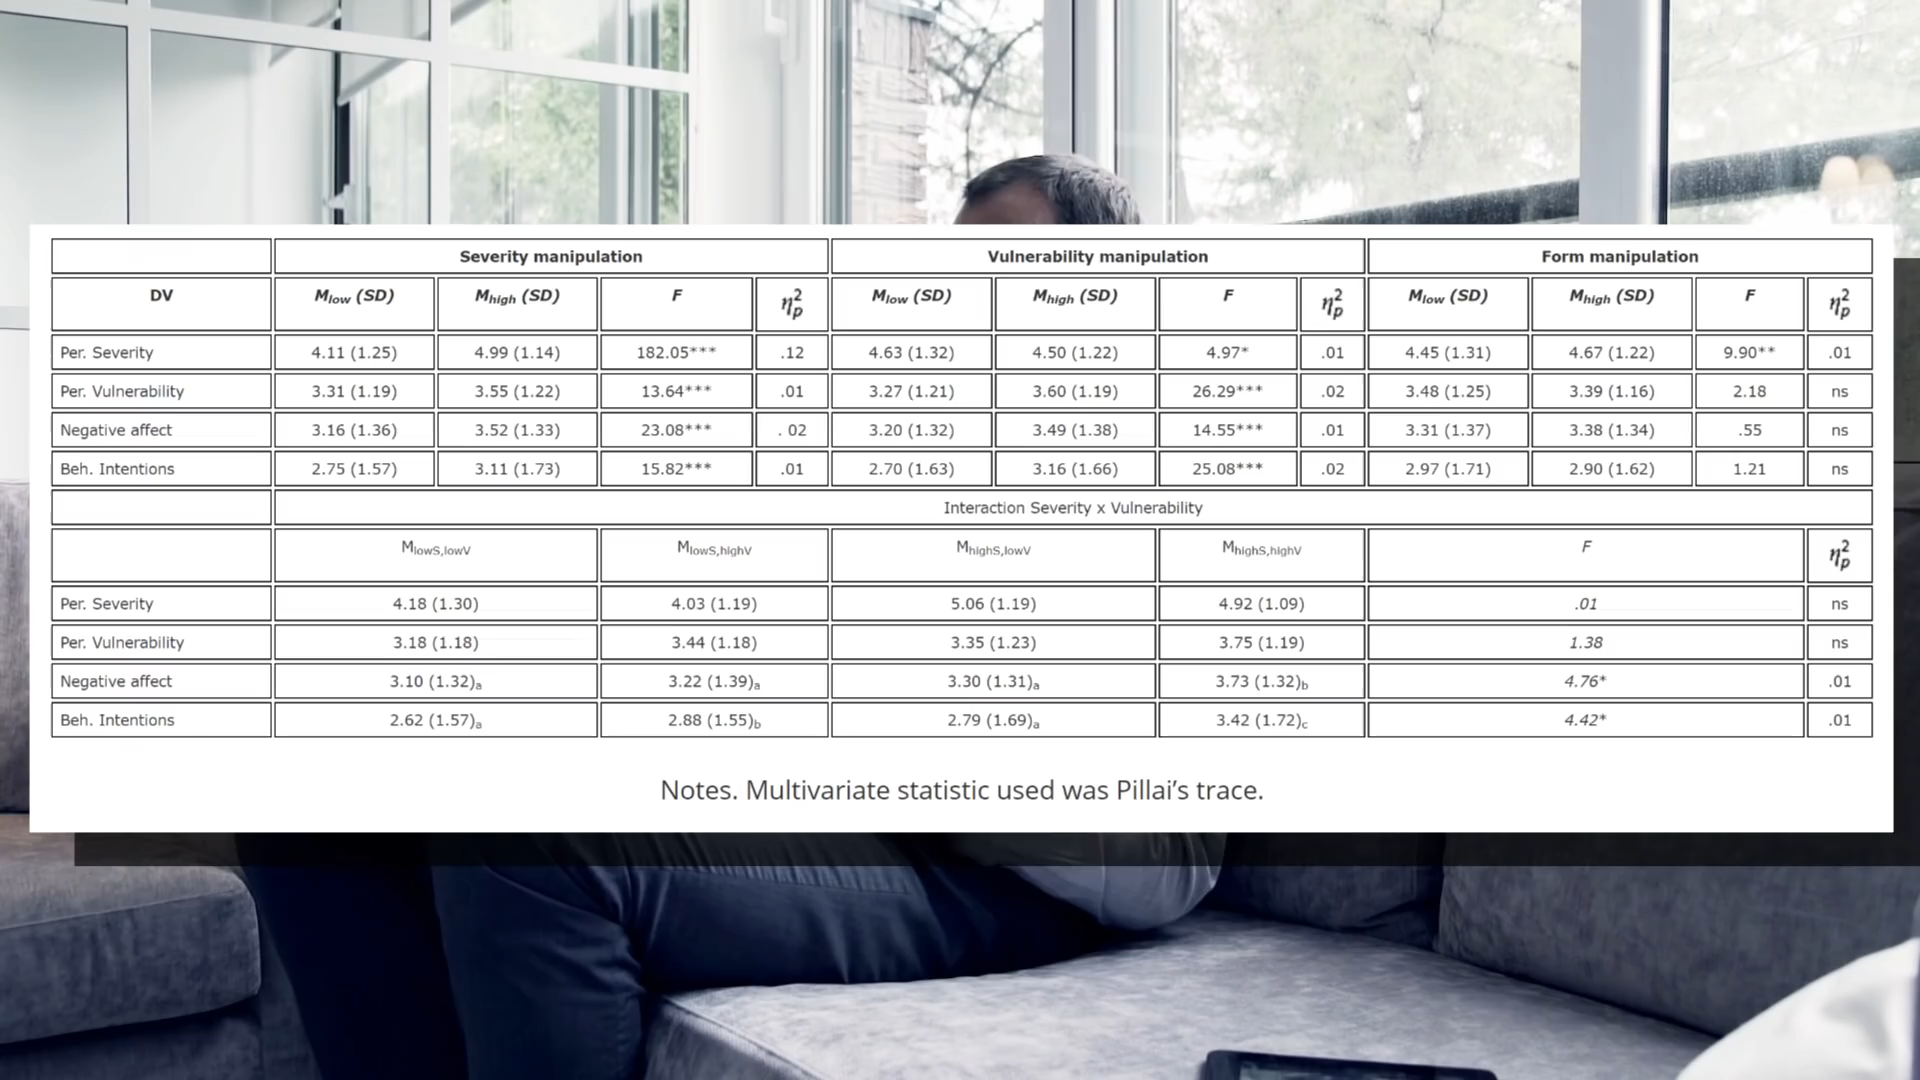 Severity manipulation Vulnerability manipulation Form manipulation
DV Mlow (SD) Mhigh (SD) F η²p Mlow (SD) Mhigh (SD) F η²p Mlow (SD) Mhigh (SD) F η²p
Per. Severity 4.11 (1.25) 4.99 (1.14) 182.05*** .12 4.63 (1.32) 4.50 (1.22) 4.97* .01 4.45 (1.31) 4.67 (1.22) 9.90** .01
Per. Vulnerability 3.31 (1.19) 3.55 (1.22) 13.64*** .01 3.27 (1.21) 3.60 (1.19) 26.29*** .02 3.48 (1.25) 3.39 (1.16) 2.18 ns
Negative affect 3.16 (1.36) 3.52 (1.33) 23.08*** . 02 3.20 (1.32) 3.49 (1.38) 14.55*** .01 3.31 (1.37) 3.38 (1.34) .55 ns
Beh. Intentions 2.75 (1.57) 3.11 (1.73) 15.82*** .01 2.70 (1.63) 3.16 (1.66) 25.08*** .02 2.97 (1.71) 2.90 (1.62) 1.21 ns
Interaction Severity x Vulnerability
MlowS,lowV MlowS,highV MhighS,lowV MhighS,highV F η²p
Per. Severity 4.18 (1.30) 4.03 (1.19) 5.06 (1.19) 4.92 (1.09) .01 ns
Per. Vulnerability 3.18 (1.18) 3.44 (1.18) 3.35 (1.23) 3.75 (1.19) 1.38 ns
Negative affect 3.10 (1.32)a 3.22 (1.39)a 3.30 (1.31)a 3.73 (1.32)b 4.76* .01
Beh. Intentions 2.62 (1.57)a 2.88 (1.55)b 2.79 (1.69)a 3.42 (1.72)c 4.42* .01
Notes. Multivariate statistic used was Pillai’s trace.